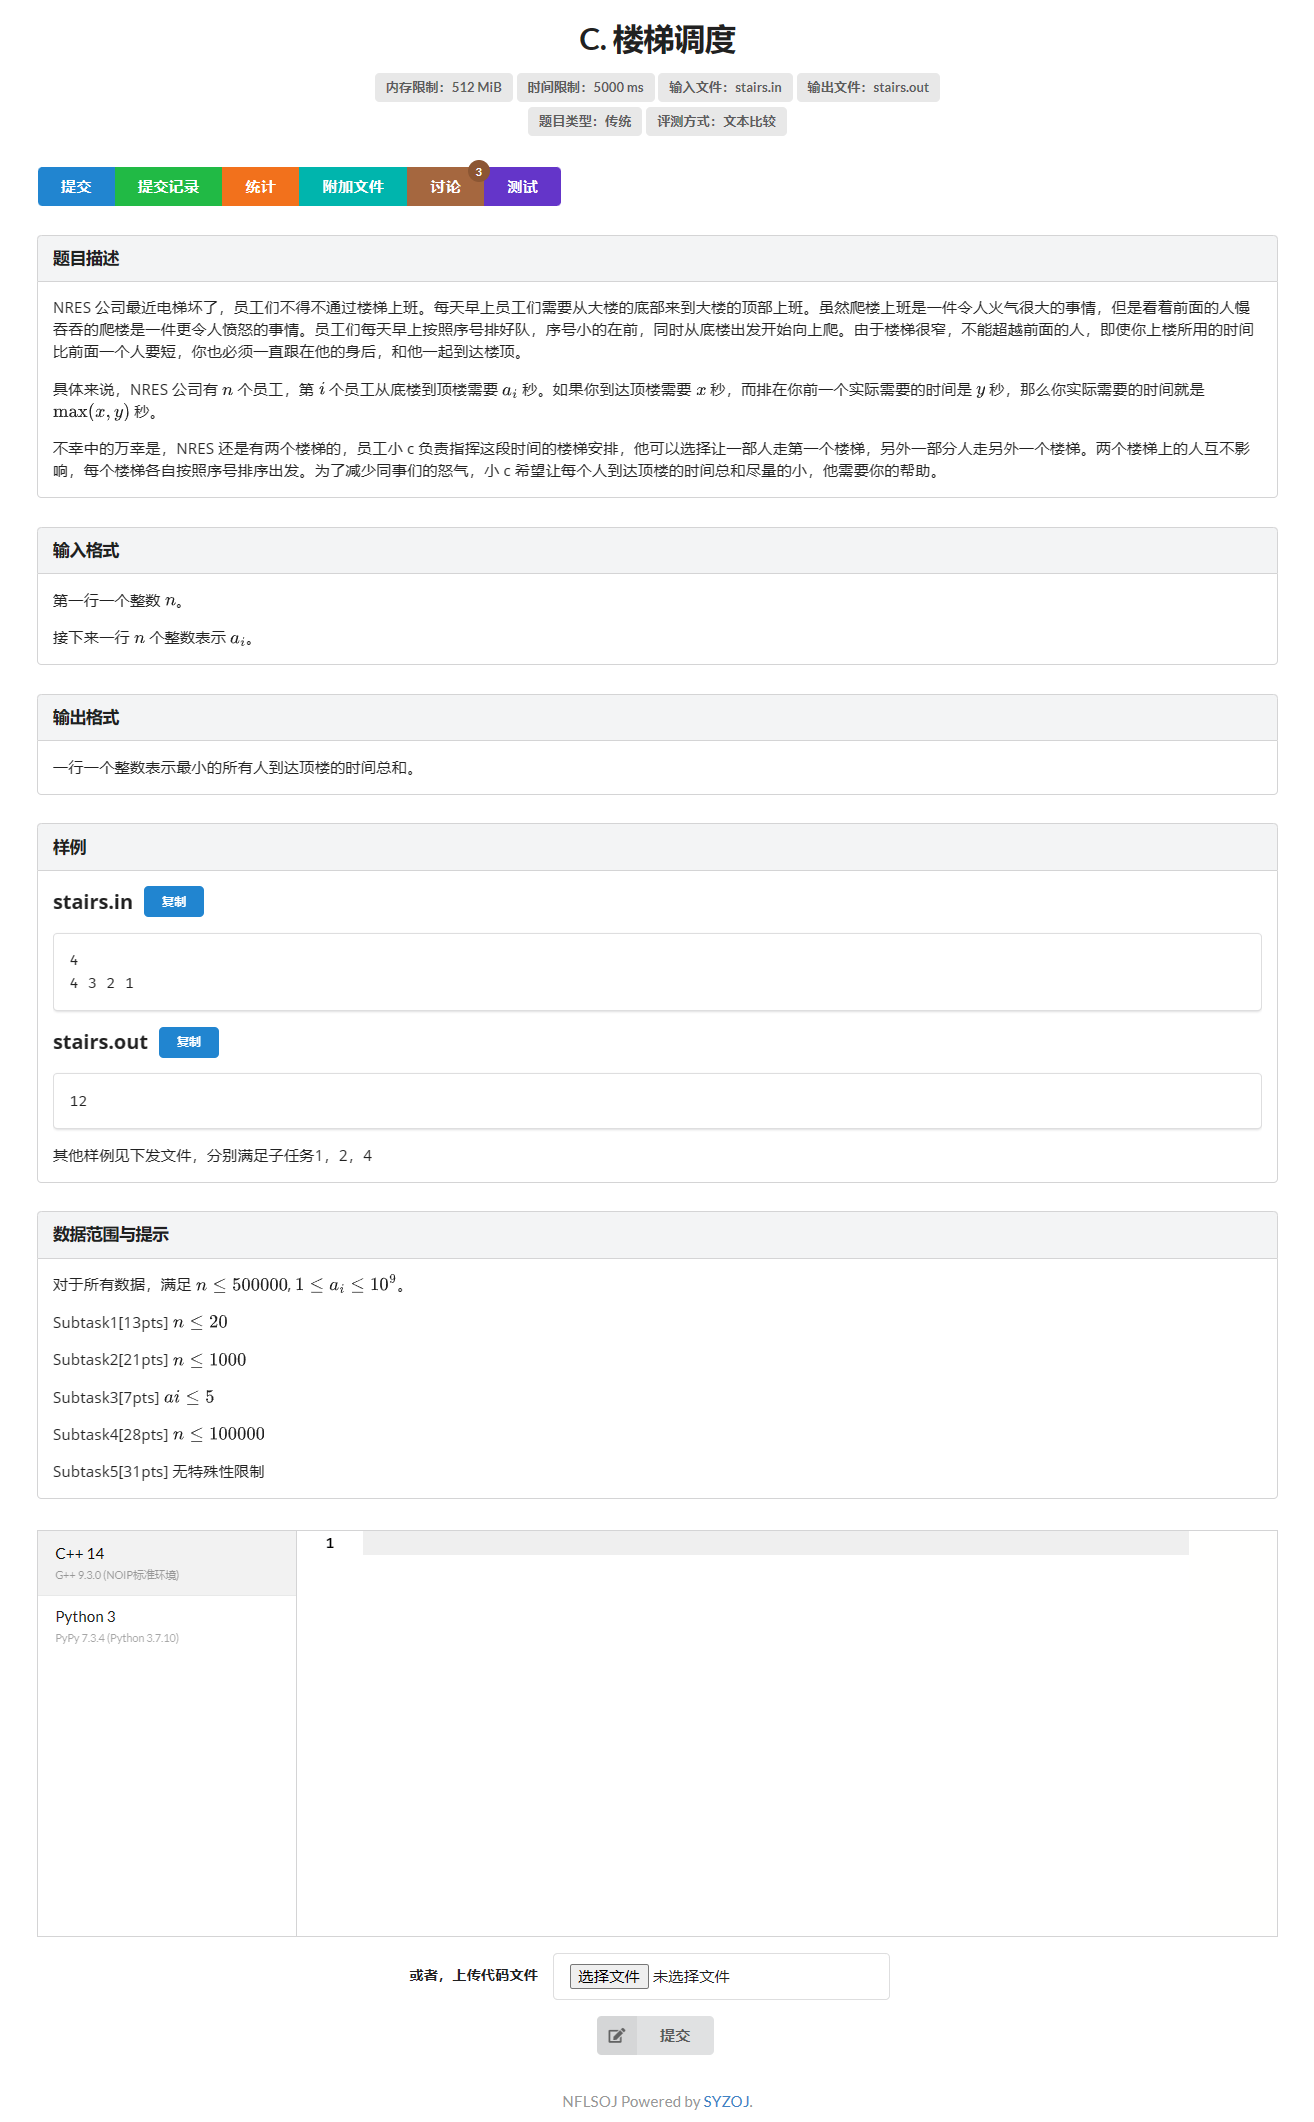 C. 楼梯调度
内存限制：512 MiB 时间限制：5000 ms 输入文件：stairs.in 输出文件：stairs.out
题目类型：传统 评测方式：文本比较
提交 提交记录 统计 附加文件 讨论 3 测试
题目描述
NRES 公司最近电梯坏了，员工们不得不通过楼梯上班。每天早上员工们需要从大楼的底部来到大楼的顶部上班。虽然爬楼上班是一件令人火气很大的事情，但是看着前面的人慢
吞吞的爬楼是一件更令人愤怒的事情。员工们每天早上按照序号排好队，序号小的在前，同时从底楼出发开始向上爬。由于楼梯很窄，不能超越前面的人，即使你上楼所用的时间
比前面一个人要短，你也必须一直跟在他的身后，和他一起到达楼顶。
具体来说，NRES 公司有 n 个员工，第 i 个员工从底楼到顶楼需要 a_i 秒。如果你到达顶楼需要 x 秒，而排在你前一个实际需要的时间是 y 秒，那么你实际需要的时间就是
max(x, y) 秒。
不幸中的万幸是，NRES 还是有两个楼梯的，员工小 c 负责指挥这段时间的楼梯安排，他可以选择让一部人走第一个楼梯，另外一部分人走另外一个楼梯。两个楼梯上的人互不影
响，每个楼梯各自按照序号排序出发。为了减少同事们的怒气，小 c 希望让每个人到达顶楼的时间总和尽量的小，他需要你的帮助。
输入格式
第一行一个整数 n。
接下来一行 n 个整数表示 a_i。
输出格式
一行一个整数表示最小的所有人到达顶楼的时间总和。
样例
stairs.in 复制
4
4 3 2 1
stairs.out 复制
12
其他样例见下发文件，分别满足子任务1，2，4
数据范围与提示
对于所有数据，满足 n ≤ 500000, 1 ≤ a_i ≤ 10^9。
Subtask1[13pts] n ≤ 20
Subtask2[21pts] n ≤ 1000
Subtask3[7pts] ai ≤ 5
Subtask4[28pts] n ≤ 100000
Subtask5[31pts] 无特殊性限制
C++ 14
G++ 9.3.0 (NOIP标准环境)
1
Python 3
PyPy 7.3.4 (Python 3.7.10)
或者，上传代码文件 选择文件 未选择文件
提交
NFLSOJ Powered by SYZOJ.